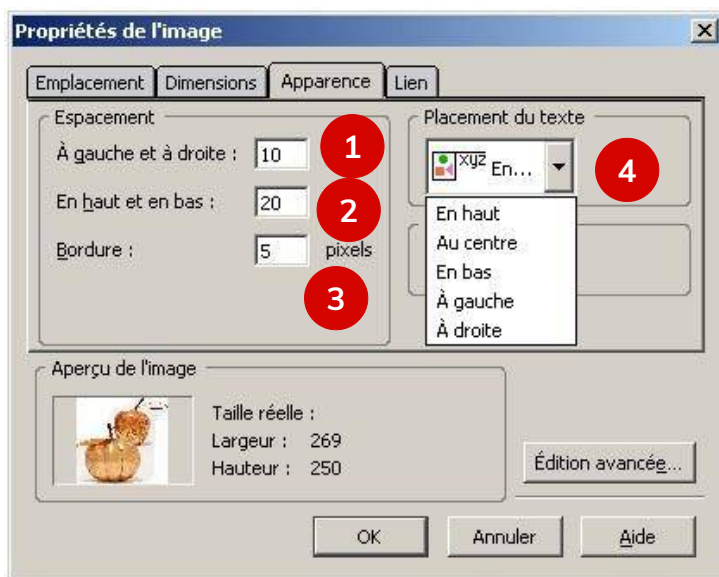 Propriétés de l'image
Emplacement Dimensions Apparence Lien
Espacement
À gauche et à droite : 10
1
En haut et en bas : 20
2
Bordure : 5 pixels
3
Placement du texte
xyz En...
4
En haut
Au centre
En bas
À gauche
À droite
Aperçu de l'image
Taille réelle :
Largeur : 269
Hauteur : 250
Édition avancée...
OK Annuler Aide